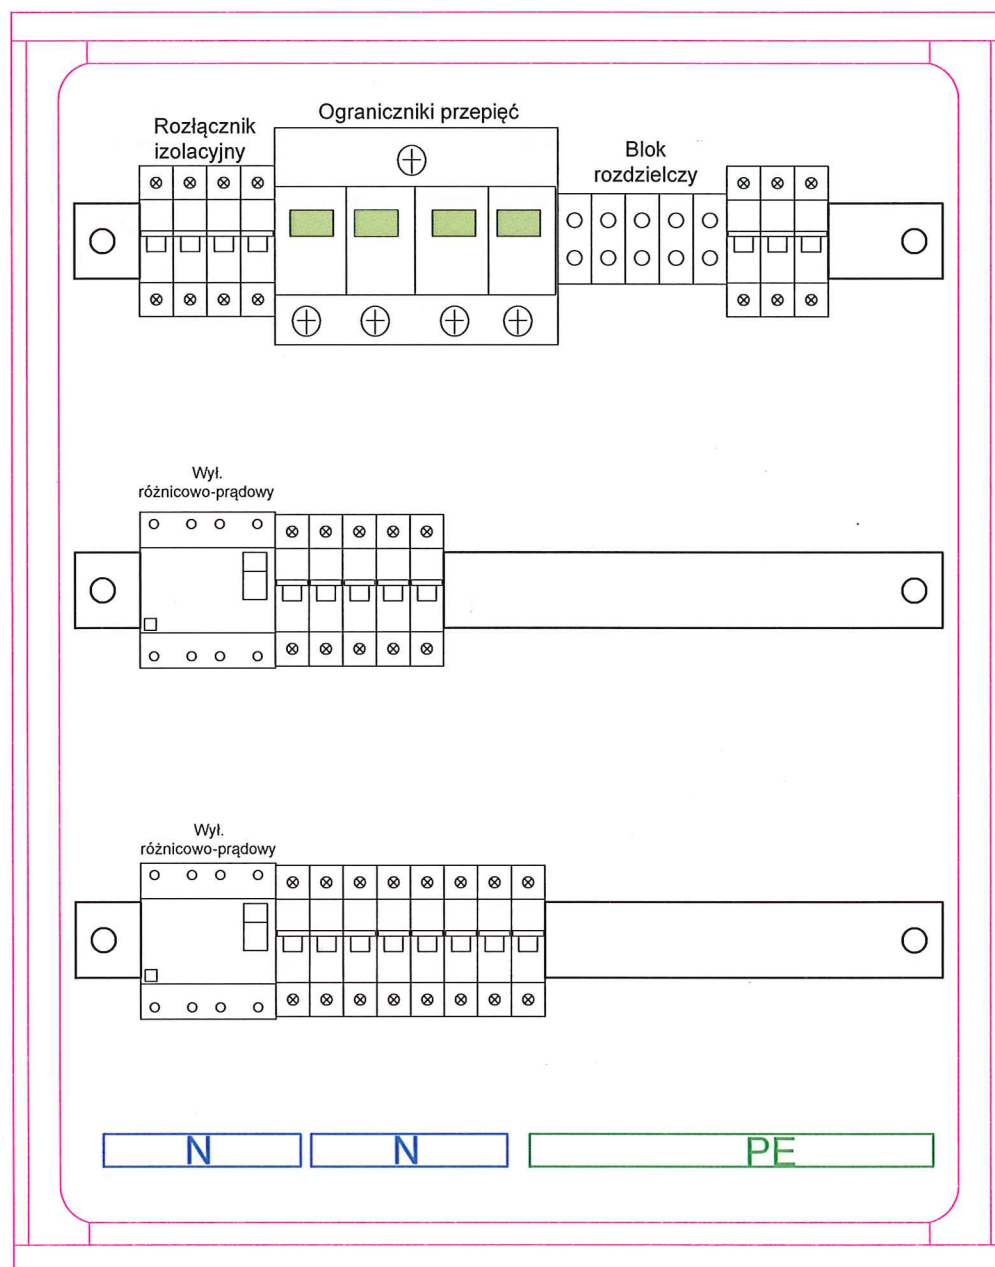 Ograniczniki przepięć
Rozłącznik
izolacyjny
Blok
rozdzielczy
Wył.
różnicowo-prądowy
Wył.
różnicowo-prądowy
N
N
PE